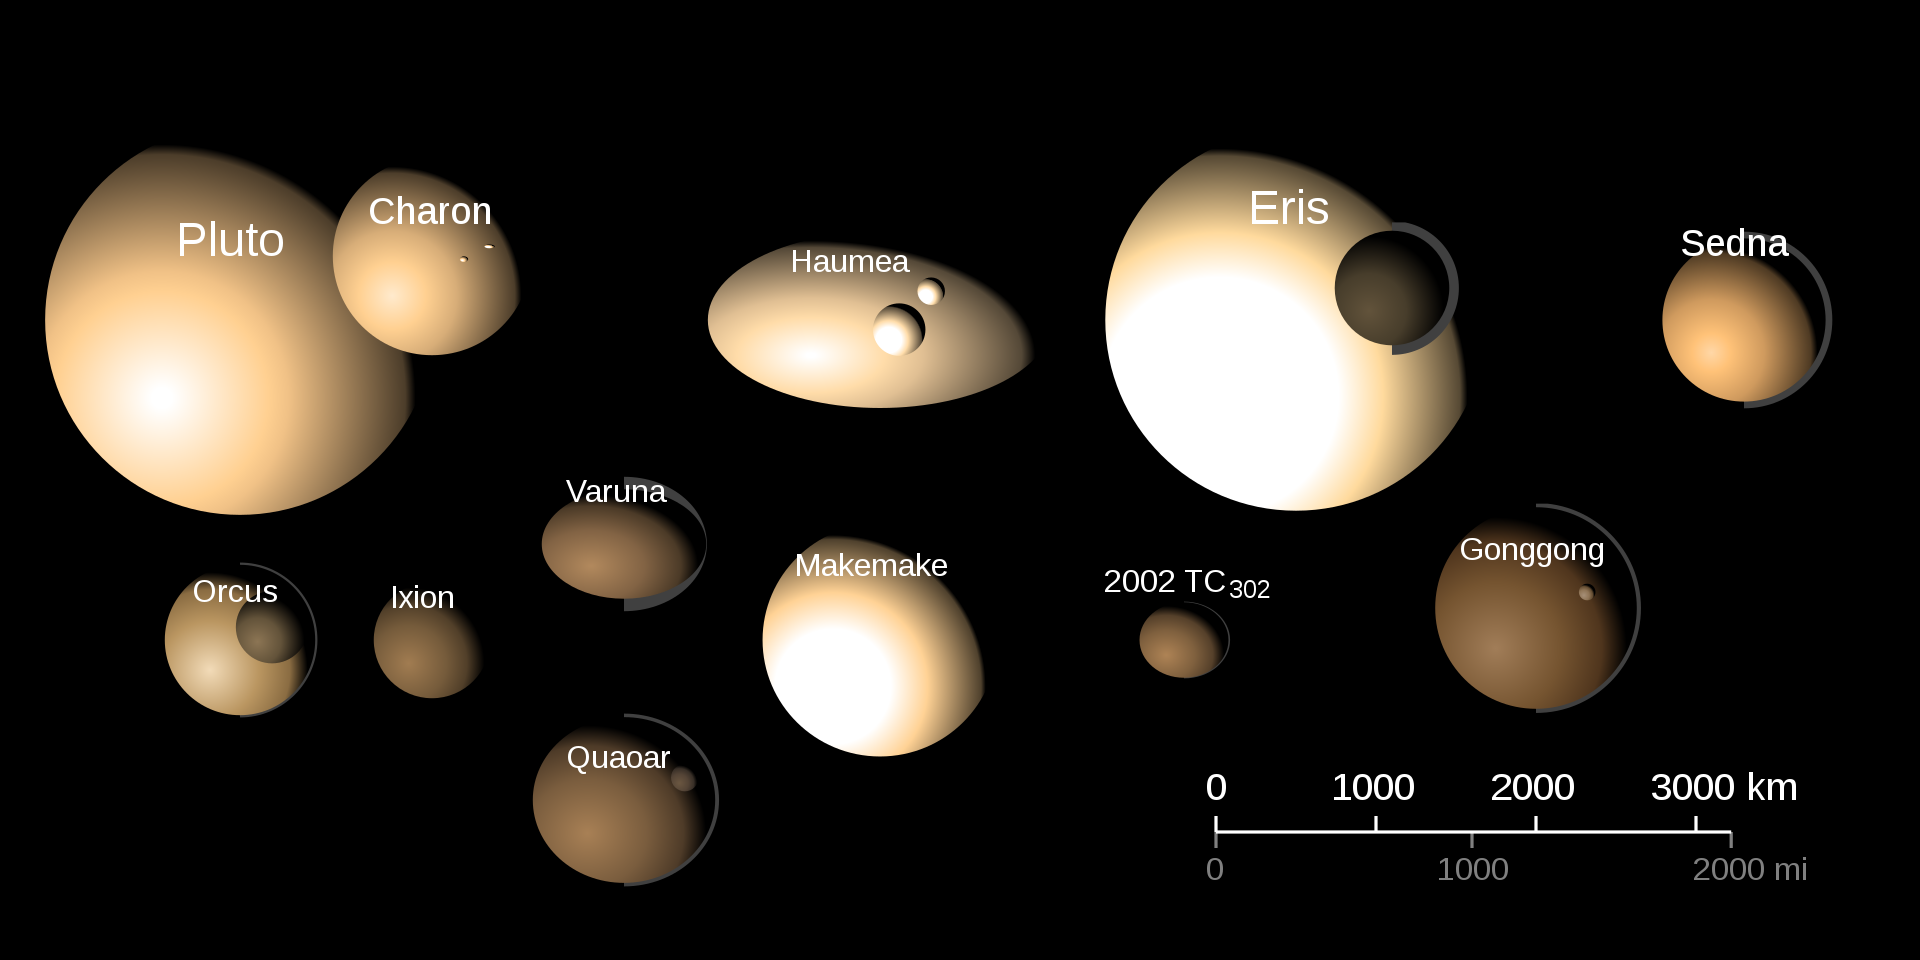 Pluto
Charon
Haumea
Eris
Sedna
Varuna
Orcus
Ixion
Makemake
2002 TC302
Gonggong
Quaoar
0 1000 2000 3000 km
0 1000 2000 mi